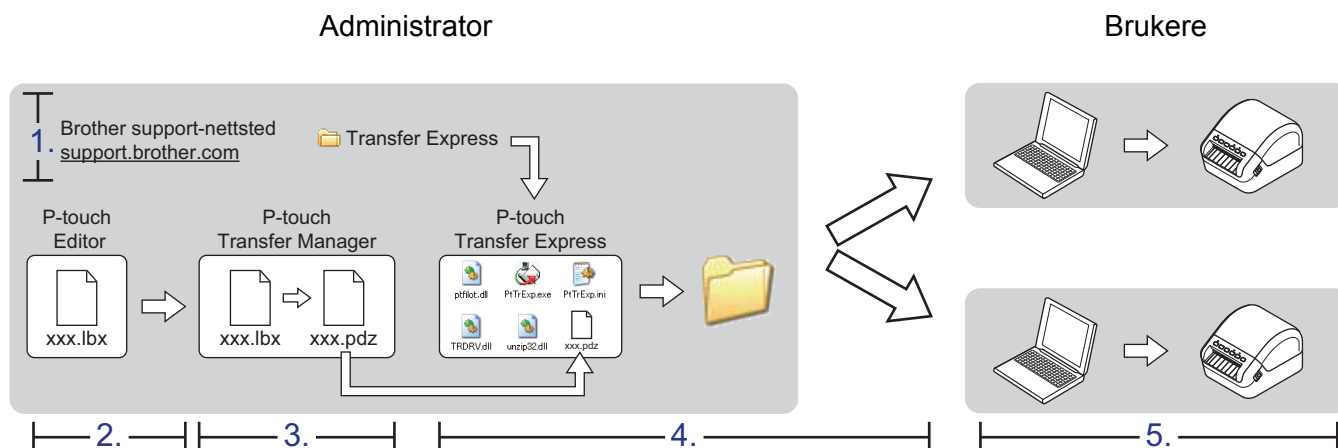 Administrator
Brukere
1.
Brother support-nettsted
support.brother.com
Transfer Express
P-touch
Editor
P-touch
Transfer Manager
P-touch
Transfer Express
xxx.lbx
xxx.lbx
xxx.pdz
ptfilot.dll
PtTrExp.exe
PtTrExp.ini
TRDRV.dll
unzip32.dll
xxx.pdz
2.
3.
4.
5.